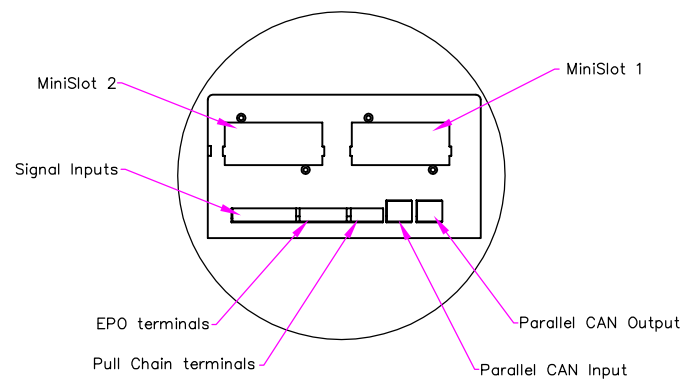 MiniSlot 2
MiniSlot 1
Signal Inputs
EPO terminals
Parallel CAN Output
Pull Chain terminals
Parallel CAN Input